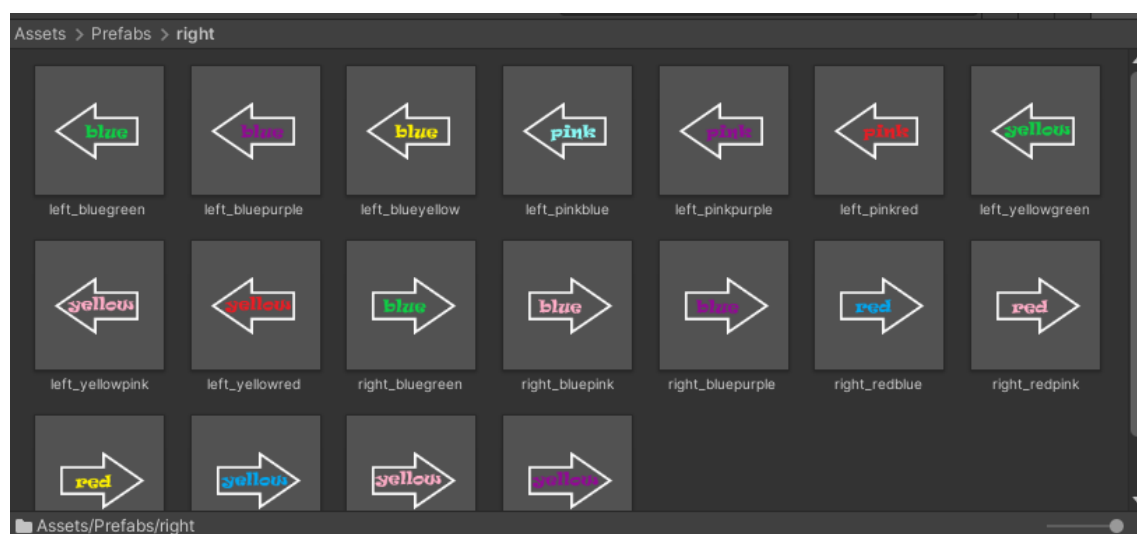 Assets > Prefabs > right
blue blue blue pink pink pink yellow
left_bluegreen left_bluepurple left_blueyellow left_pinkblue left_pinkpurple left_pinkred left_yellowgreen
yellow yellow blue blue blue red red
left_yellowpink left_yellowred right_bluegreen right_bluepink right_bluepurple right_redblue right_redpink
red yellow yellow yellow
Assets/Prefabs/right